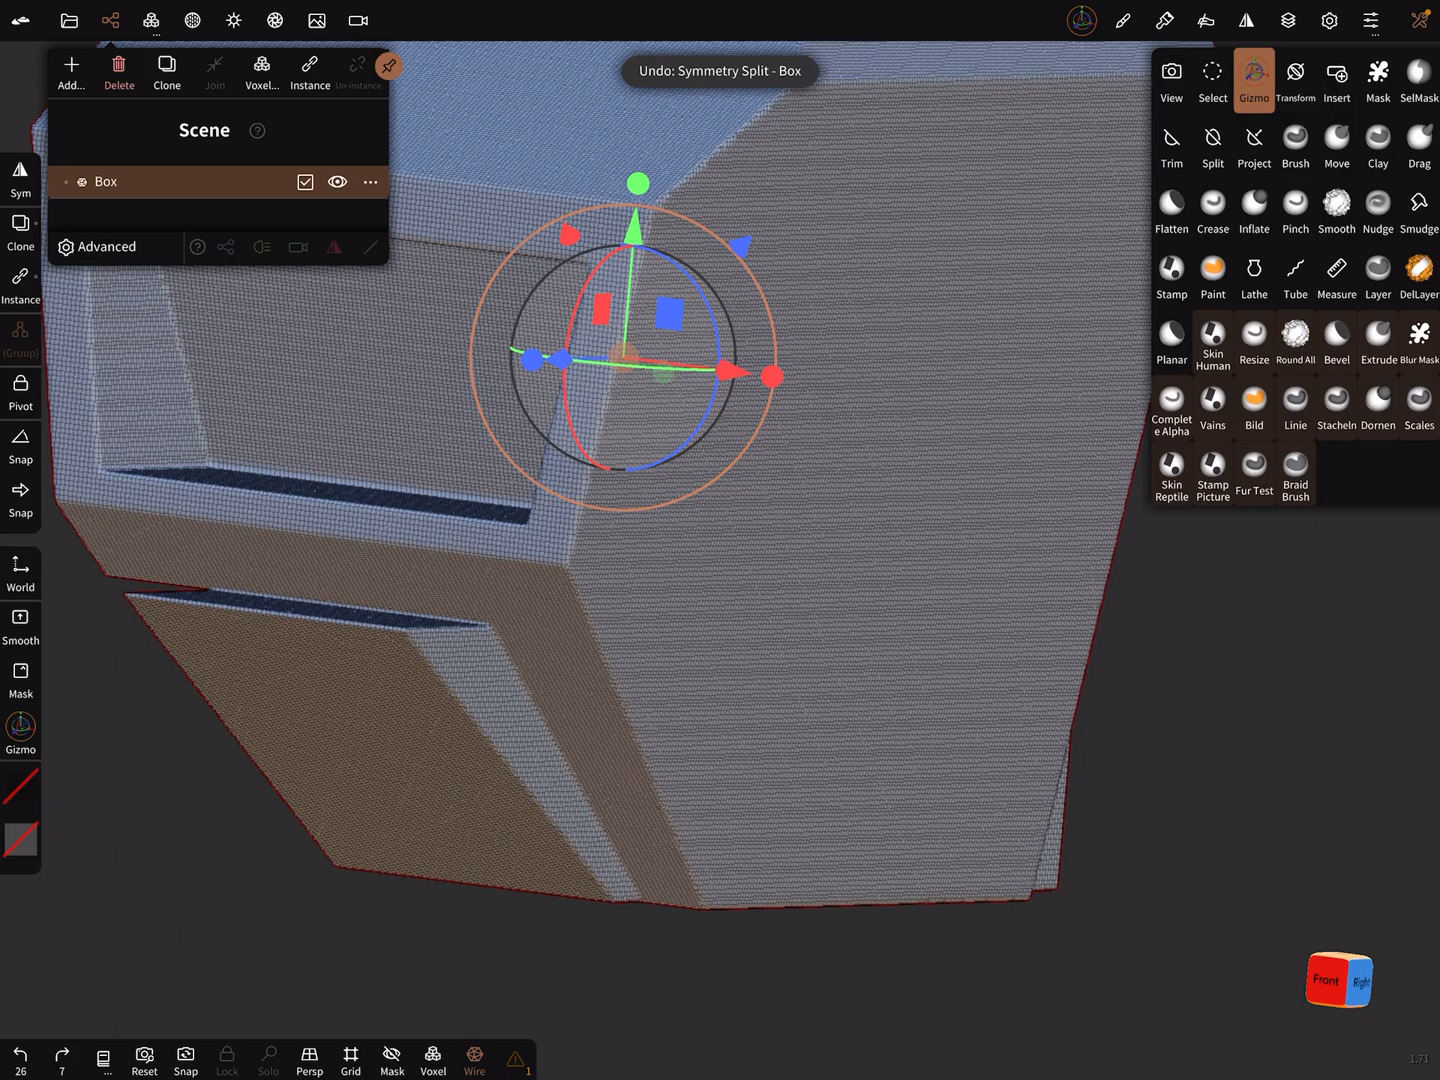 Undo: Symmetry Split - Box
Add...
Delete
Clone
Join
Voxel...
Instance
Un-instance
Scene
?
Box
Advanced
?
Sym
Clone
Instance
(Group)
Pivot
Snap
Snap
World
Smooth
Mask
Gizmo
View
Select
Gizmo
Transform
Insert
Mask
SelMask
Trim
Split
Project
Brush
Move
Clay
Drag
Flatten
Crease
Inflate
Pinch
Smooth
Nudge
Smudge
Stamp
Paint
Lathe
Tube
Measure
Layer
DelLayer
Planar
Skin
Human
Resize
Round All
Bevel
Extrude
Blur Mask
Complet
e Alpha
Vains
Bild
Linie
Stacheln
Dornen
Scales
Skin
Reptile
Stamp
Picture
Fur Test
Braid
Brush
Front
Right
26
7
...
Reset
Snap
Lock
Solo
Persp
Grid
Mask
Voxel
Wire
1
1.71